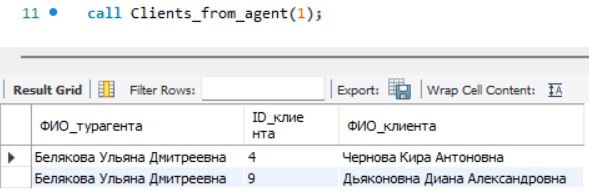 11 call Clients_from_agent(1);
Result Grid Filter Rows: Export: Wrap Cell Content: IA
ФИО_турагента ID_клие ФИО_клиента
нта
Белякова Ульяна Дмитреевна 4 Чернова Кира Антоновна
Белякова Ульяна Дмитреевна 9 Дьяконовна Диана Александровна